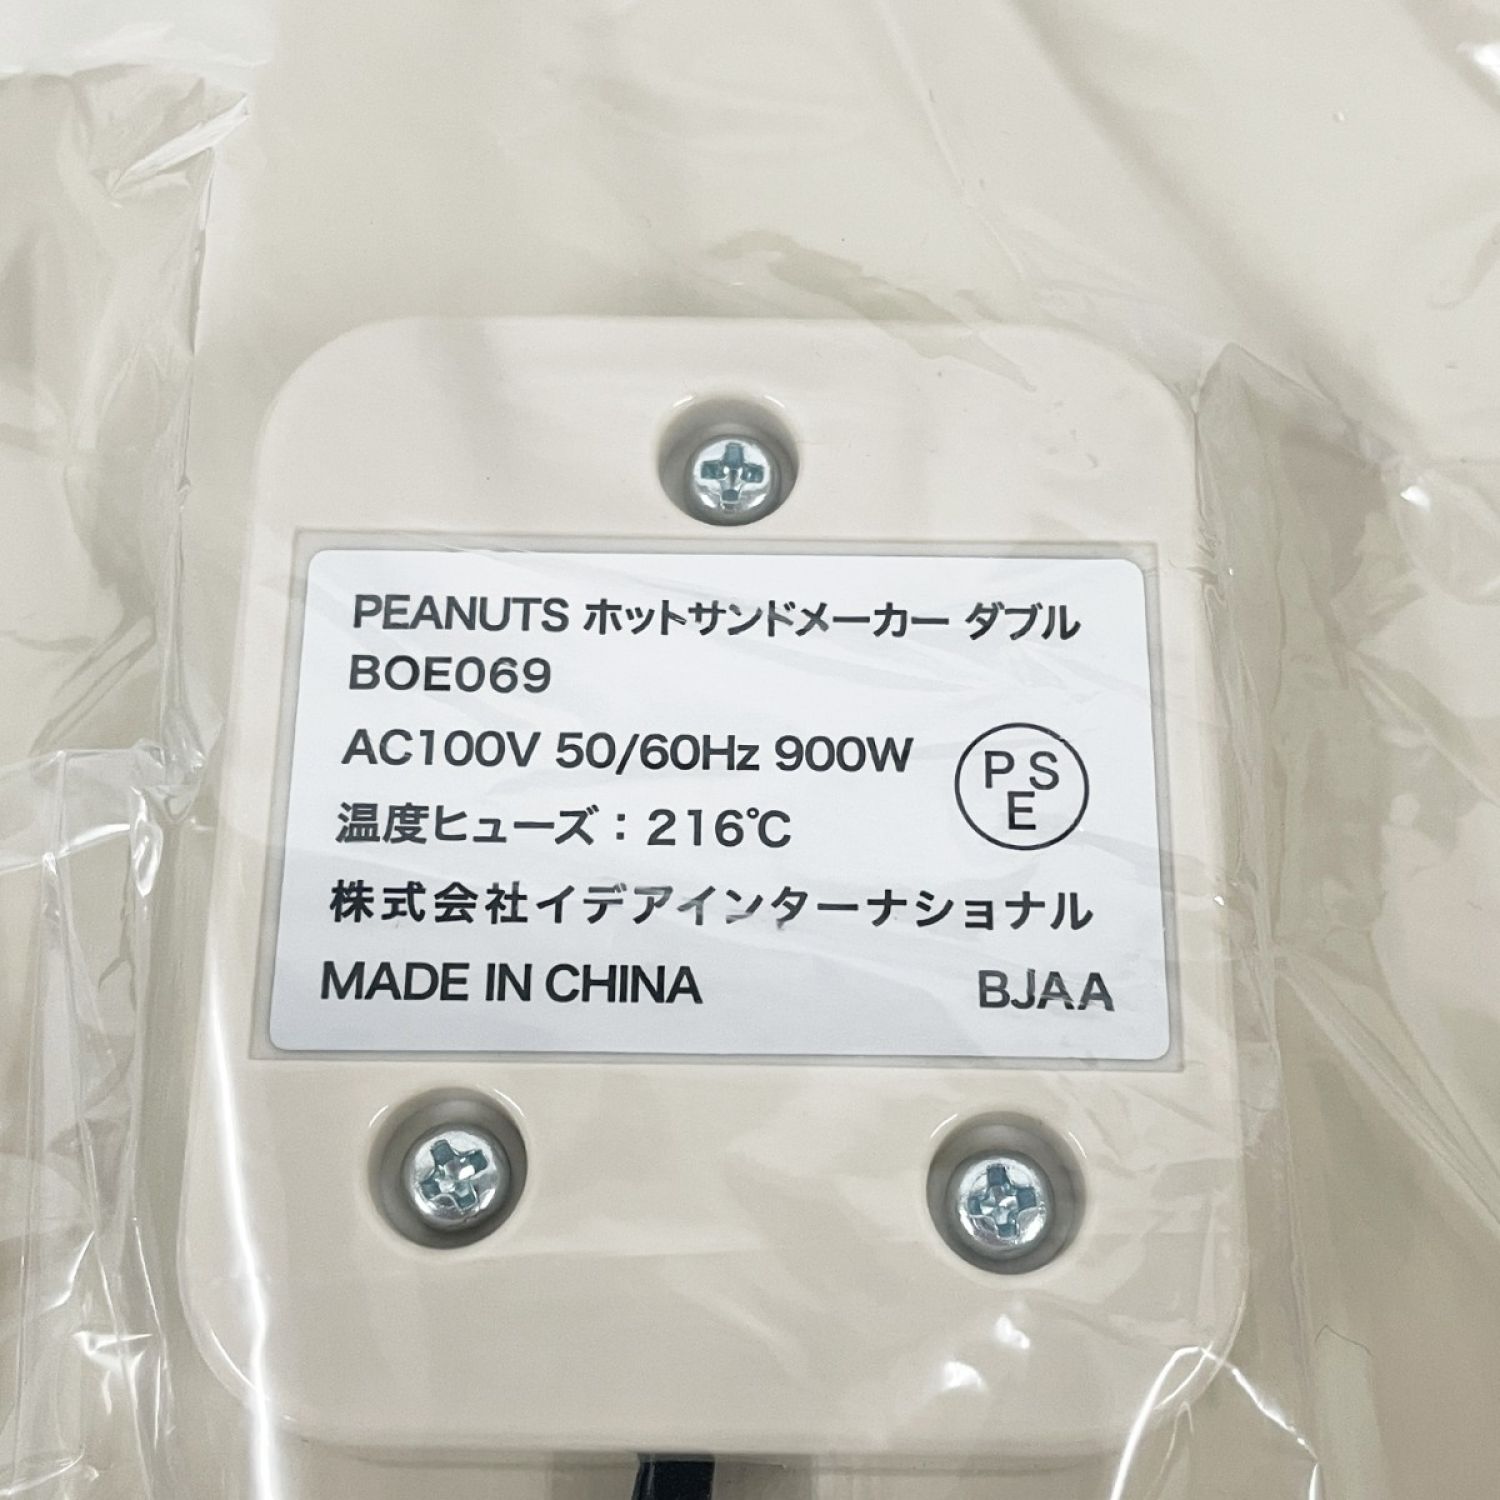 PEANUTS ホットサンドメーカー ダブル
BOE069
AC100V 50/60Hz 900W
PSE
温度ヒューズ：216℃
株式会社イデアインターナショナル
MADE IN CHINA BJAA